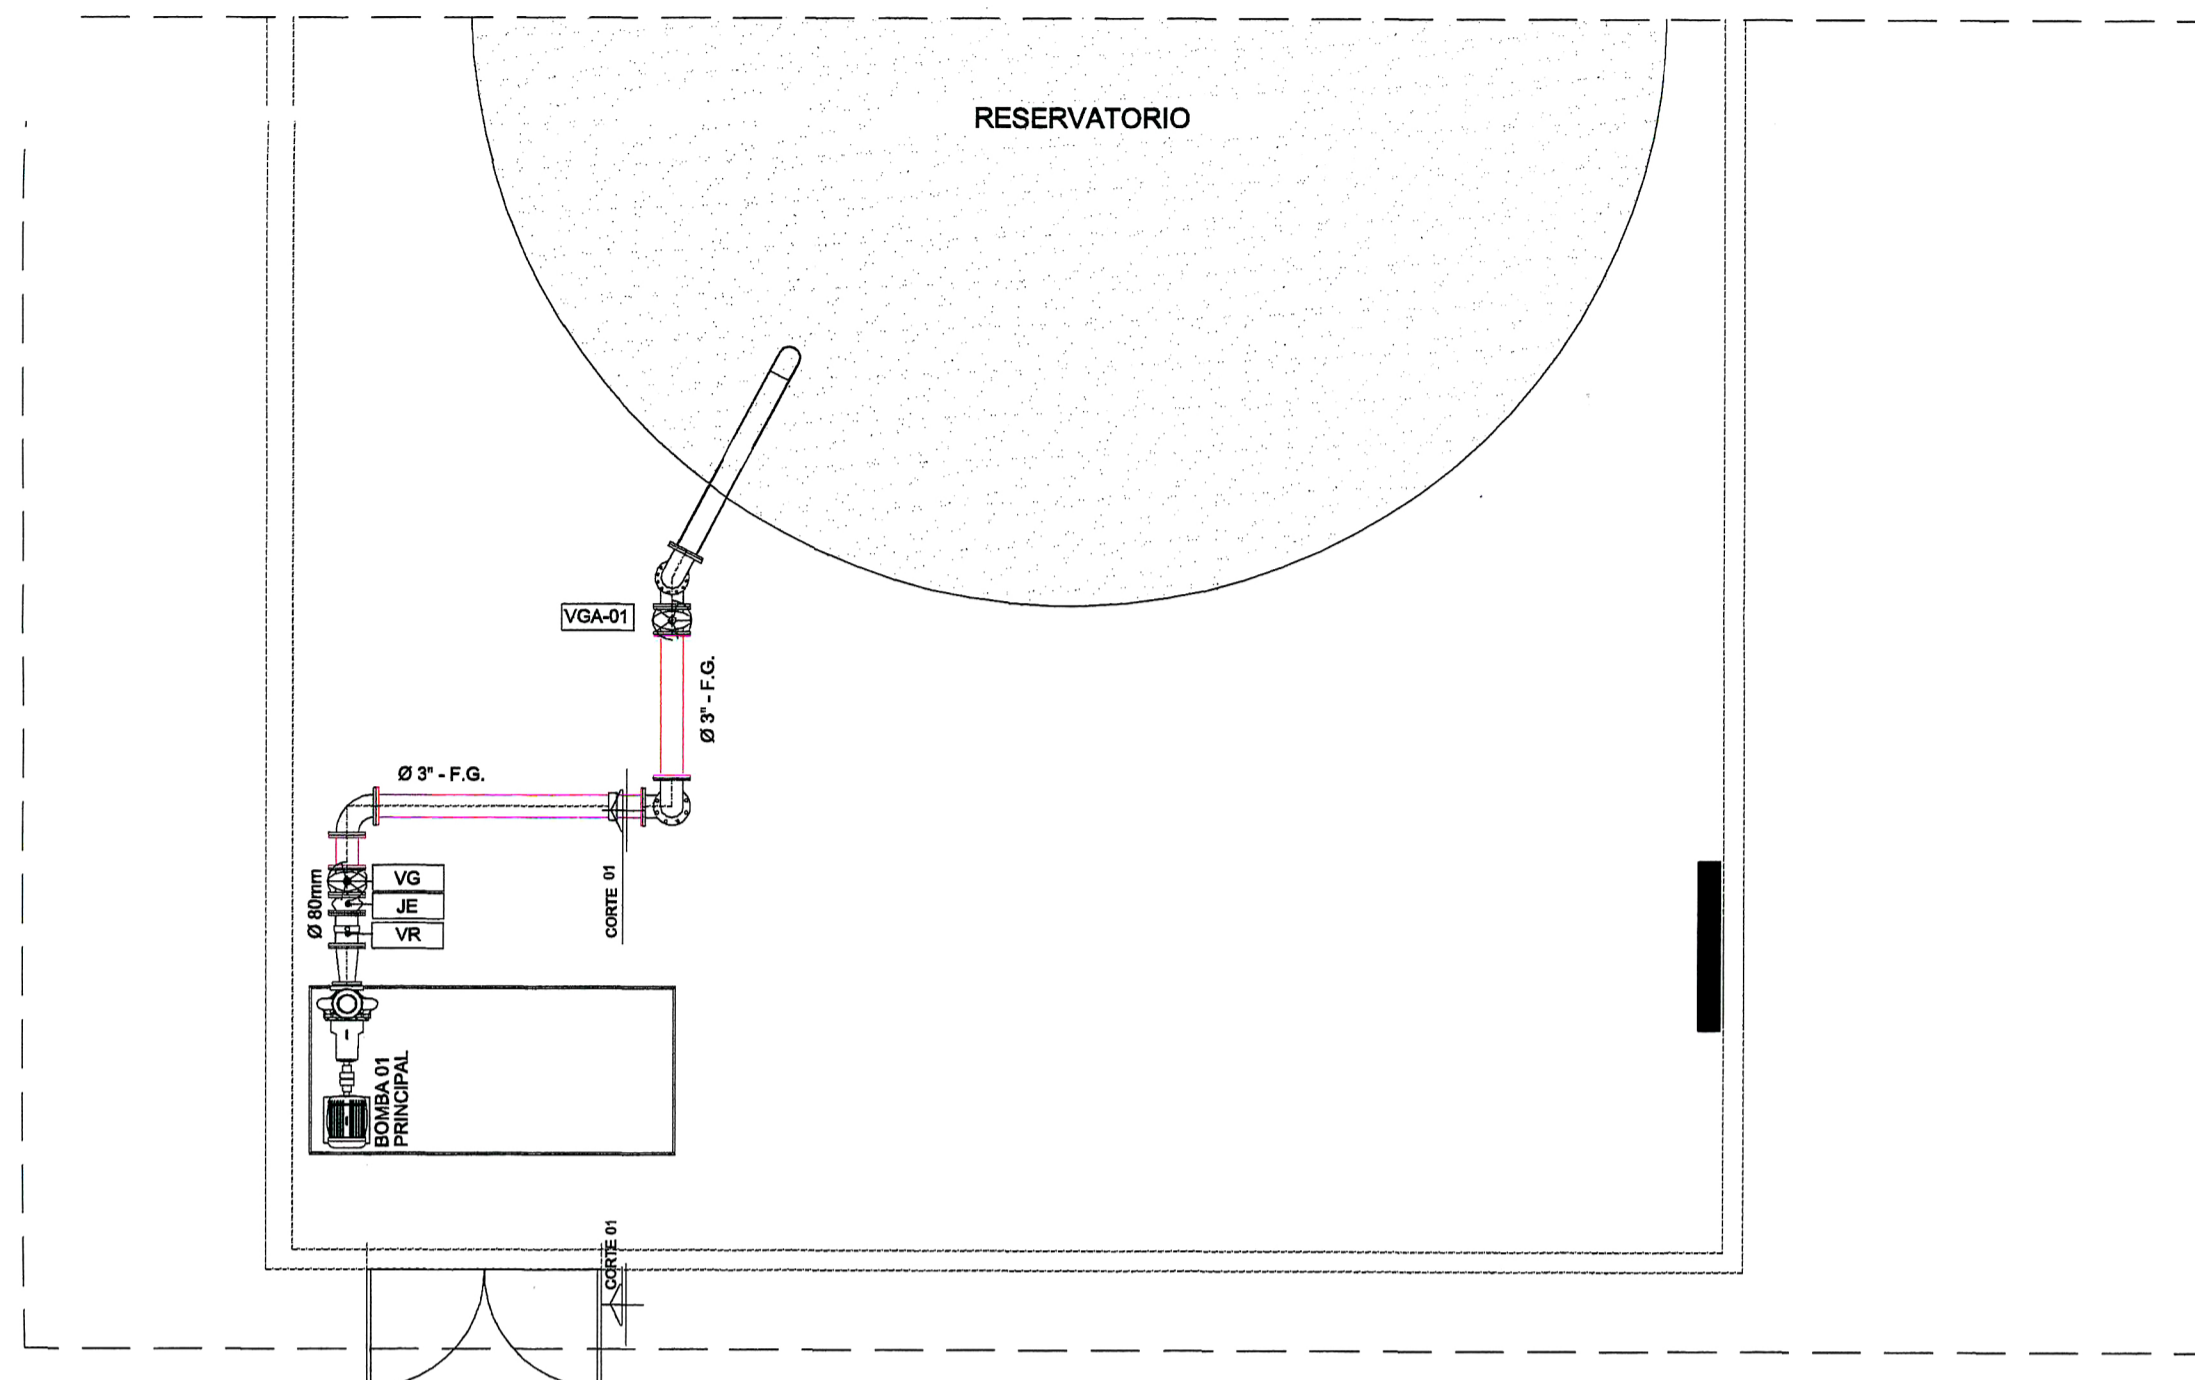 RESERVATORIO
VGA-01
Ø 3" - F.G.
Ø 3" - F.G.
Ø 80mm
VG
JE
VR
CORTE 01
BOMBA 01
PRINCIPAL
CORTE 01